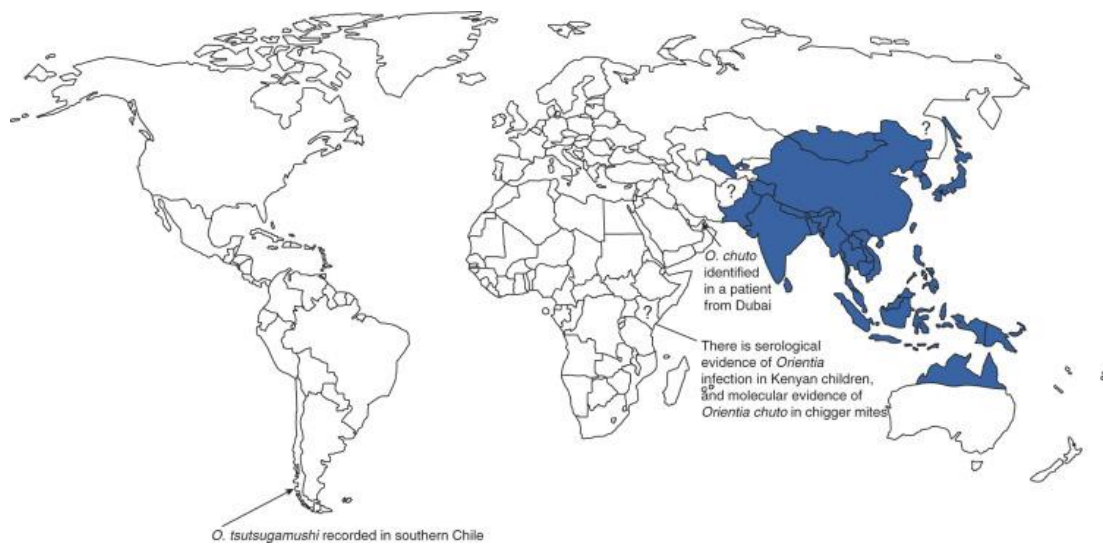 ?
?
O. chuto
identified
in a patient
from Dubai
?
There is serological
evidence of Orientia
infection in Kenyan children,
and molecular evidence of
Orientia chuto in chigger mites
O. tsutsugamushi recorded in southern Chile